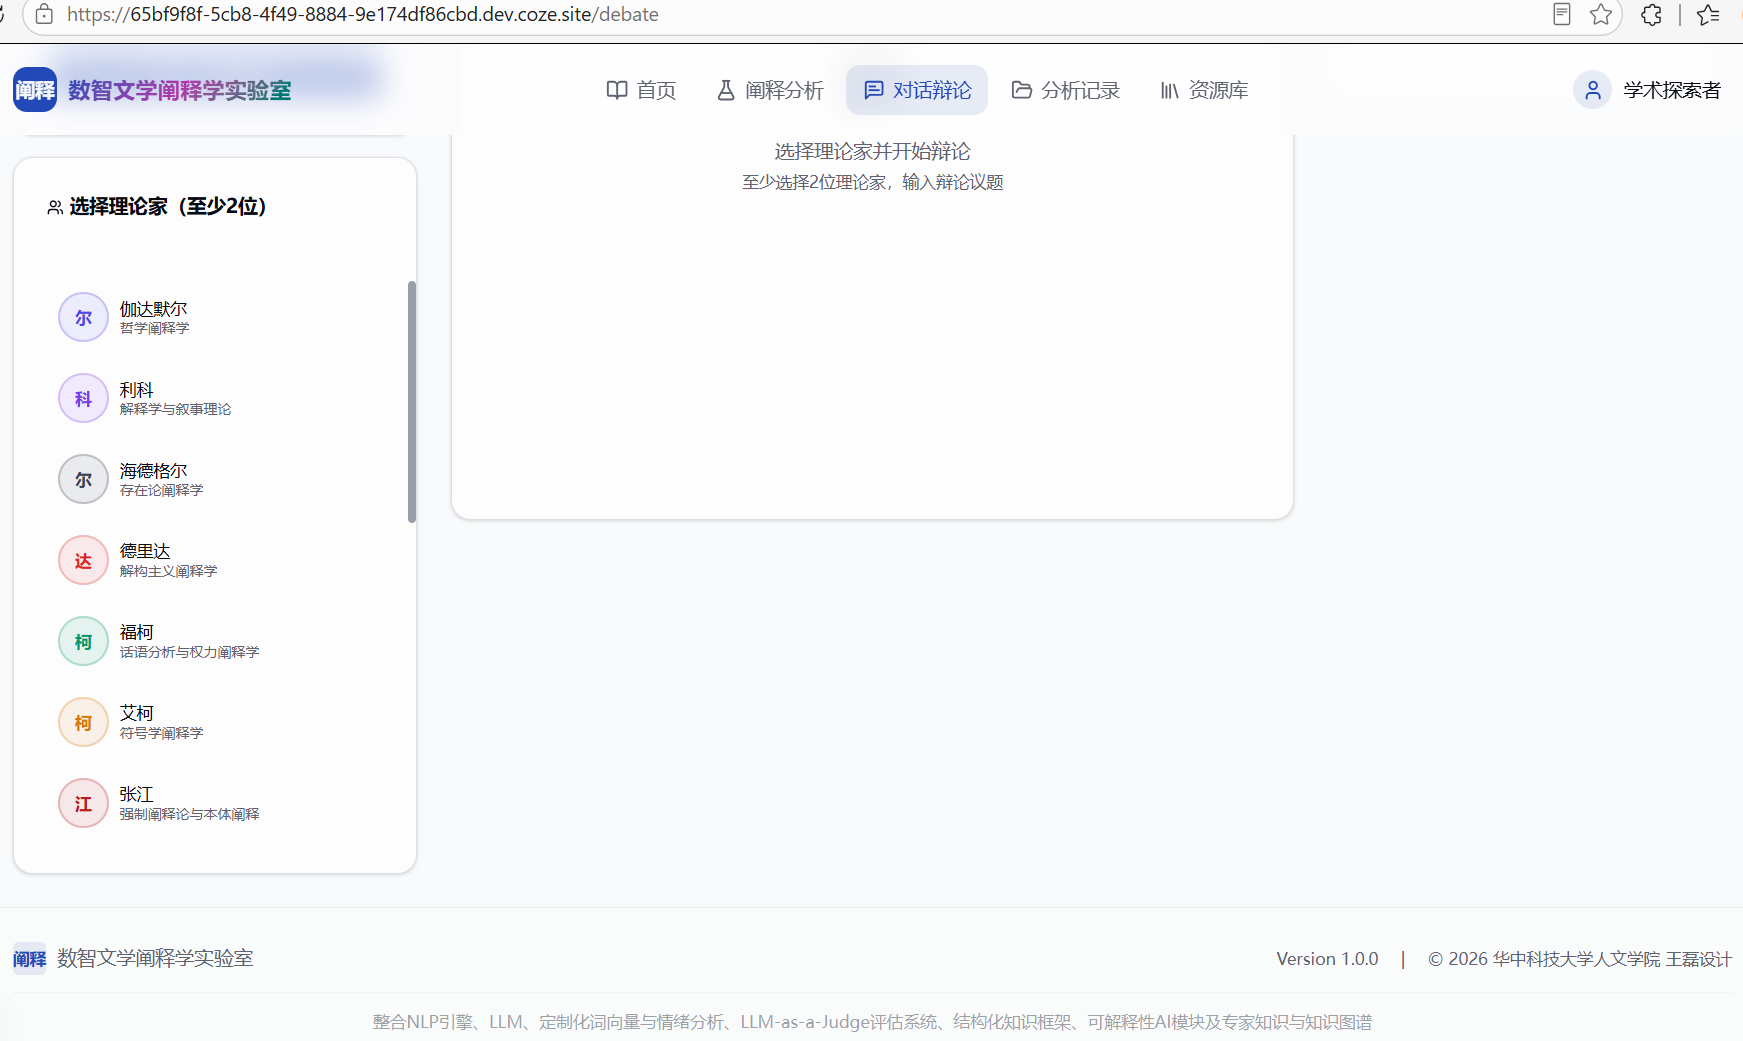 https://65bf9f8f-5cb8-4f49-8884-9e174df86cbd.dev.coze.site/debate
阐释 数智文学阐释学实验室 首页 阐释分析 对话辩论 分析记录 资源库 学术探索者
选择理论家并开始辩论
至少选择2位理论家，输入辩论议题
选择理论家（至少2位）
尔 伽达默尔
哲学阐释学
科 利科
解释学与叙事理论
尔 海德格尔
存在论阐释学
达 德里达
解构主义阐释学
柯 福柯
话语分析与权力阐释学
柯 艾柯
符号学阐释学
江 张江
强制阐释论与本体阐释
阐释 数智文学阐释学实验室 Version 1.0.0 | © 2026 华中科技大学人文学院 王磊设计
整合NLP引擎、LLM、定制化词向量与情绪分析、LLM-as-a-Judge评估系统、结构化知识框架、可解释性AI模块及专家知识与知识图谱